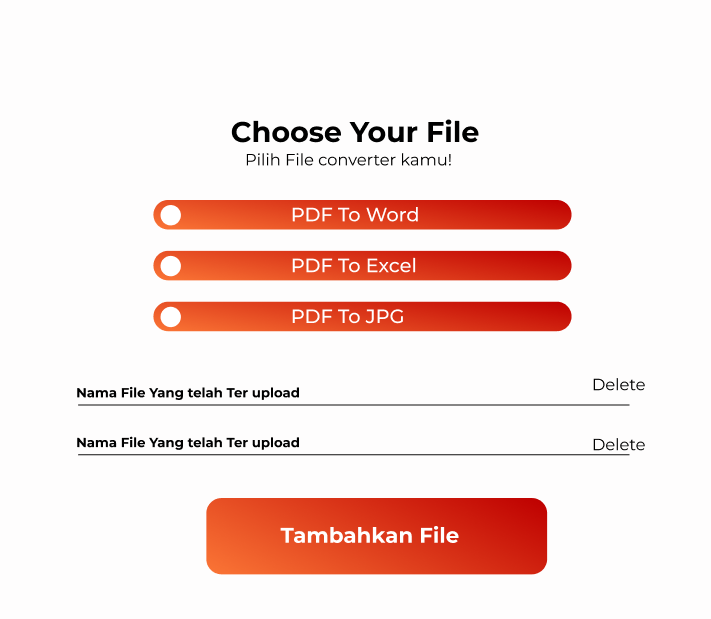 Choose Your File
Pilih File converter kamu!
PDF To Word
PDF To Excel
PDF To JPG
Nama File Yang telah Ter upload
Delete
Nama File Yang telah Ter upload
Delete
Tambahkan File